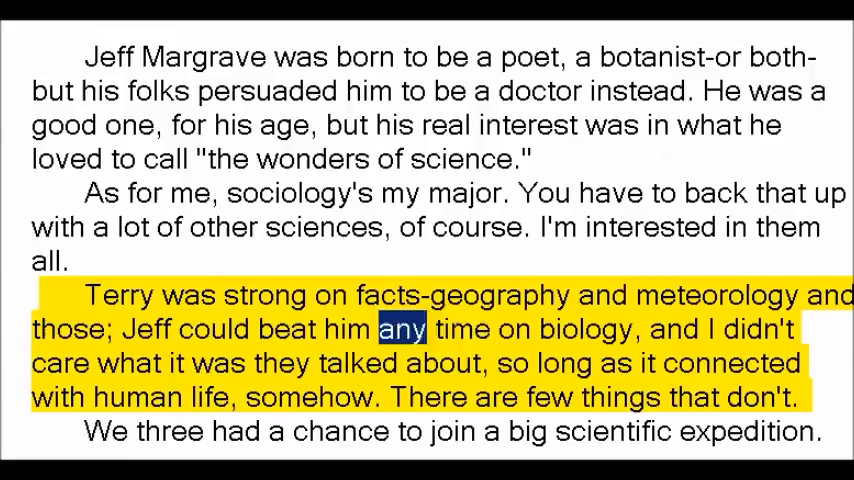 Jeff Margrave was born to be a poet, a botanist-or both-
but his folks persuaded him to be a doctor instead. He was a
good one, for his age, but his real interest was in what he
loved to call "the wonders of science."
As for me, sociology's my major. You have to back that up
with a lot of other sciences, of course. I'm interested in them
all.
Terry was strong on facts-geography and meteorology and
those; Jeff could beat him any time on biology, and I didn't
care what it was they talked about, so long as it connected
with human life, somehow. There are few things that don't.
We three had a chance to join a big scientific expedition.